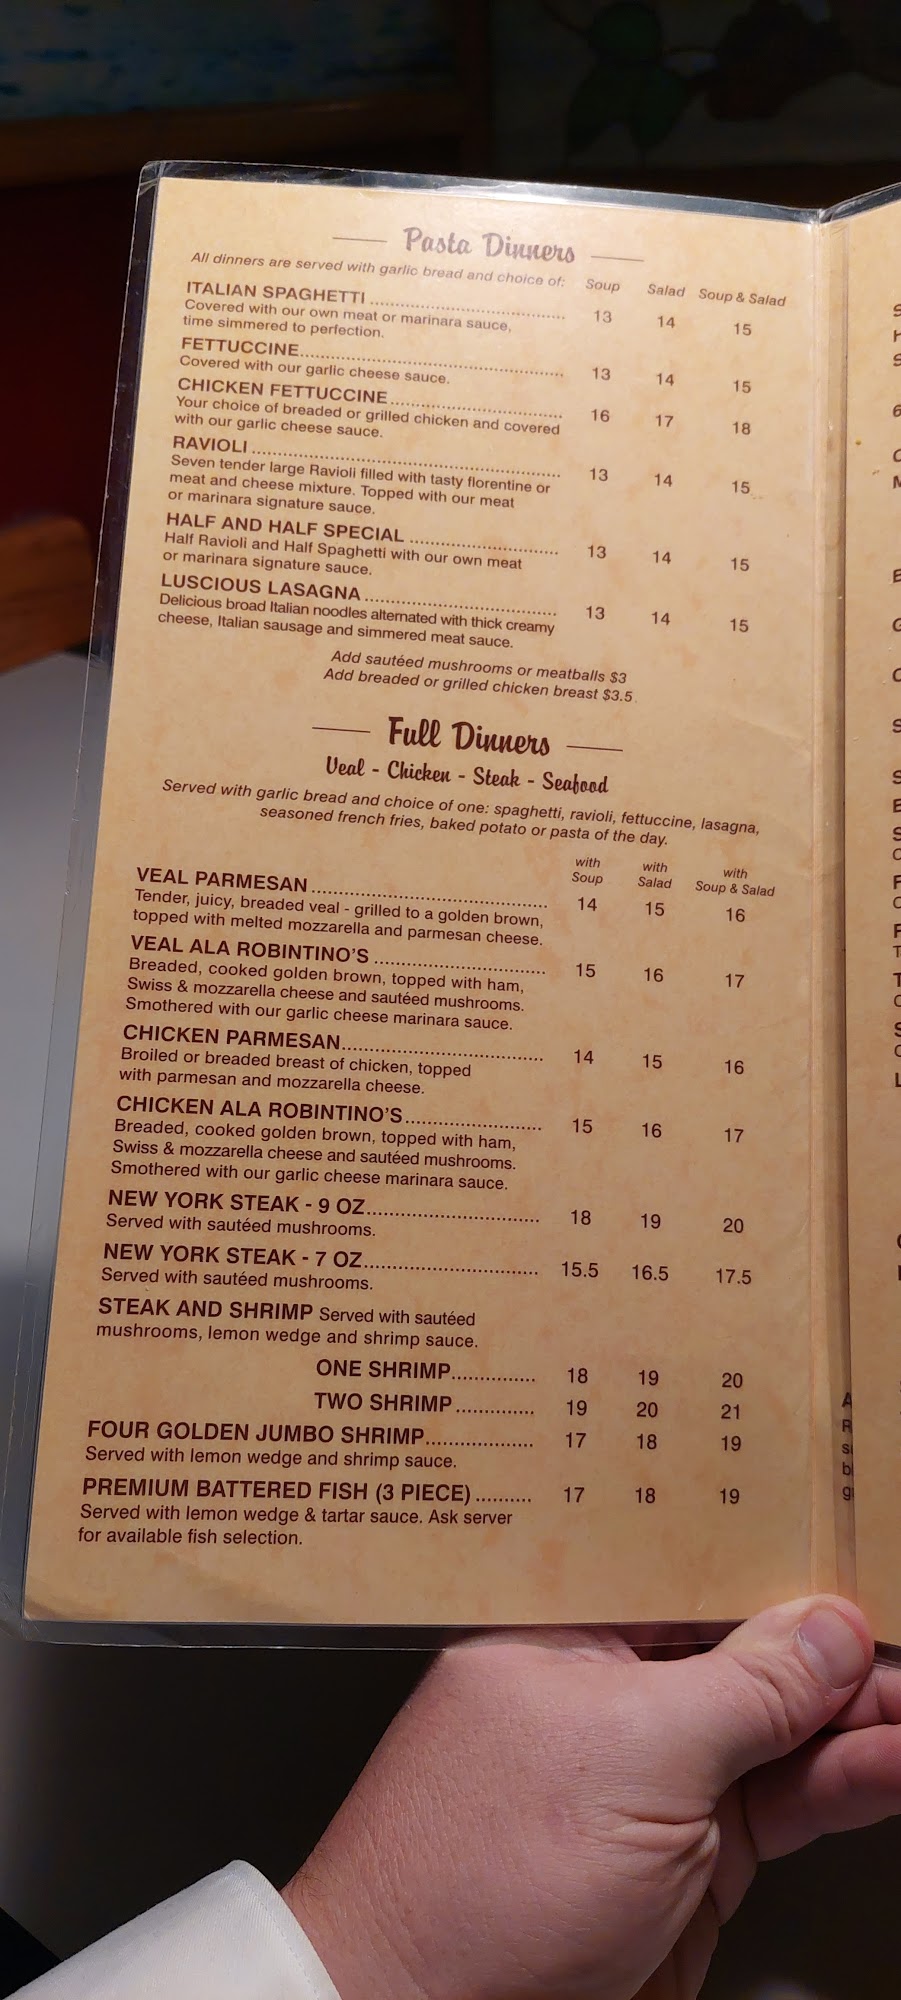 Pasta Dinners
All dinners are served with garlic bread and choice of: Soup Salad Soup & Salad
ITALIAN SPAGHETTI 13 14 15
Covered with our own meat or marinara sauce,
time simmered to perfection.
FETTUCCINE 13 14 15
Covered with our garlic cheese sauce.
CHICKEN FETTUCCINE 16 17 18
Your choice of breaded or grilled chicken and covered
with our garlic cheese sauce.
RAVIOLI 13 14 15
Seven tender large Ravioli filled with tasty florentine or
meat and cheese mixture. Topped with our meat
or marinara signature sauce.
HALF AND HALF SPECIAL 13 14 15
Half Ravioli and Half Spaghetti with our own meat
or marinara signature sauce.
LUSCIOUS LASAGNA 13 14 15
Delicious broad Italian noodles alternated with thick creamy
cheese, Italian sausage and simmered meat sauce.
Add sautéed mushrooms or meatballs $3
Add breaded or grilled chicken breast $3.5
Full Dinners
Veal - Chicken - Steak - Seafood
Served with garlic bread and choice of one: spaghetti, ravioli, fettuccine, lasagna,
seasoned french fries, baked potato or pasta of the day.
with with with
Soup Salad Soup & Salad
VEAL PARMESAN 14 15 16
Tender, juicy, breaded veal - grilled to a golden brown,
topped with melted mozzarella and parmesan cheese.
VEAL ALA ROBINTINO'S 15 16 17
Breaded, cooked golden brown, topped with ham,
Swiss & mozzarella cheese and sautéed mushrooms.
Smothered with our garlic cheese marinara sauce.
CHICKEN PARMESAN 14 15 16
Broiled or breaded breast of chicken, topped
with parmesan and mozzarella cheese.
CHICKEN ALA ROBINTINO'S 15 16 17
Breaded, cooked golden brown, topped with ham,
Swiss & mozzarella cheese and sautéed mushrooms.
Smothered with our garlic cheese marinara sauce.
NEW YORK STEAK - 9 OZ 18 19 20
Served with sautéed mushrooms.
NEW YORK STEAK - 7 OZ 15.5 16.5 17.5
Served with sautéed mushrooms.
STEAK AND SHRIMP Served with sautéed
mushrooms, lemon wedge and shrimp sauce.
ONE SHRIMP 18 19 20
TWO SHRIMP 19 20 21
FOUR GOLDEN JUMBO SHRIMP 17 18 19
Served with lemon wedge and shrimp sauce.
PREMIUM BATTERED FISH (3 PIECE) 17 18 19
Served with lemon wedge & tartar sauce. Ask server
for available fish selection.